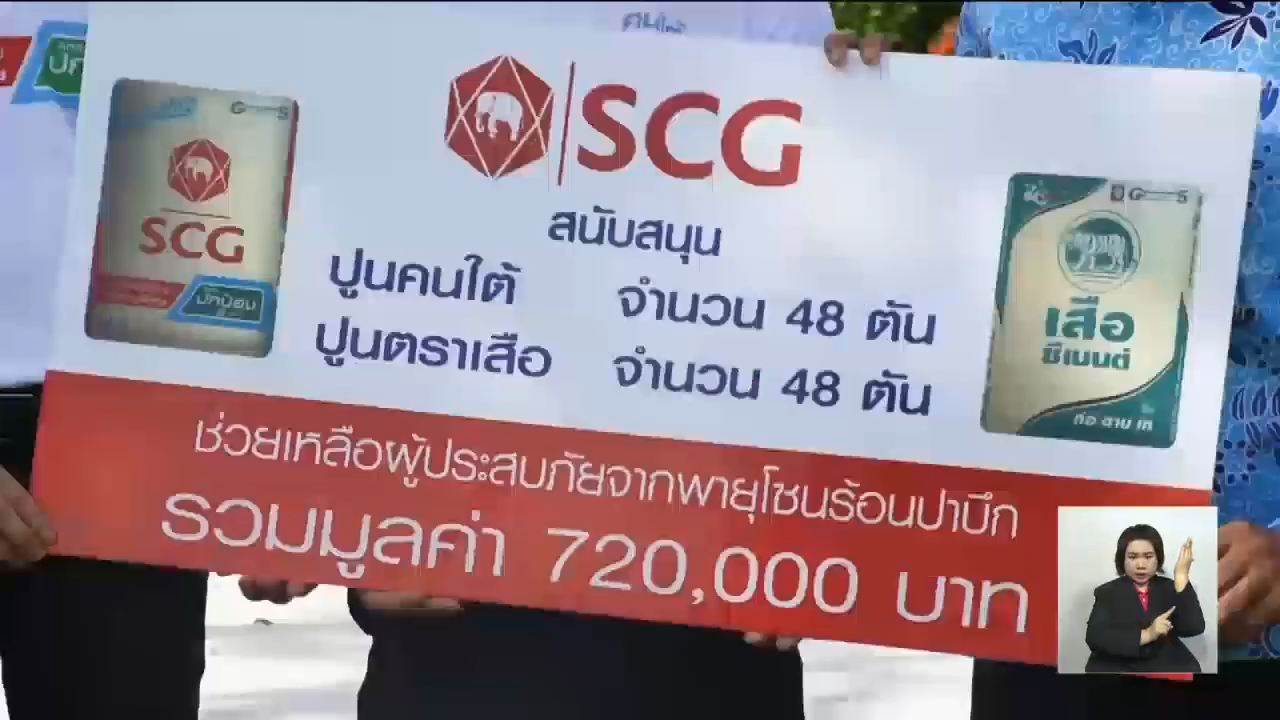 SCG
สนับสนุน
ปูนคนใต้ จำนวน 48 ตัน
ปูนตราเสือ จำนวน 48 ตัน
ช่วยเหลือผู้ประสบภัยจากพายุโซนร้อนปาบึก
รวมมูลค่า 720,000 บาท
SCG
เสือ
ซีเมนต์